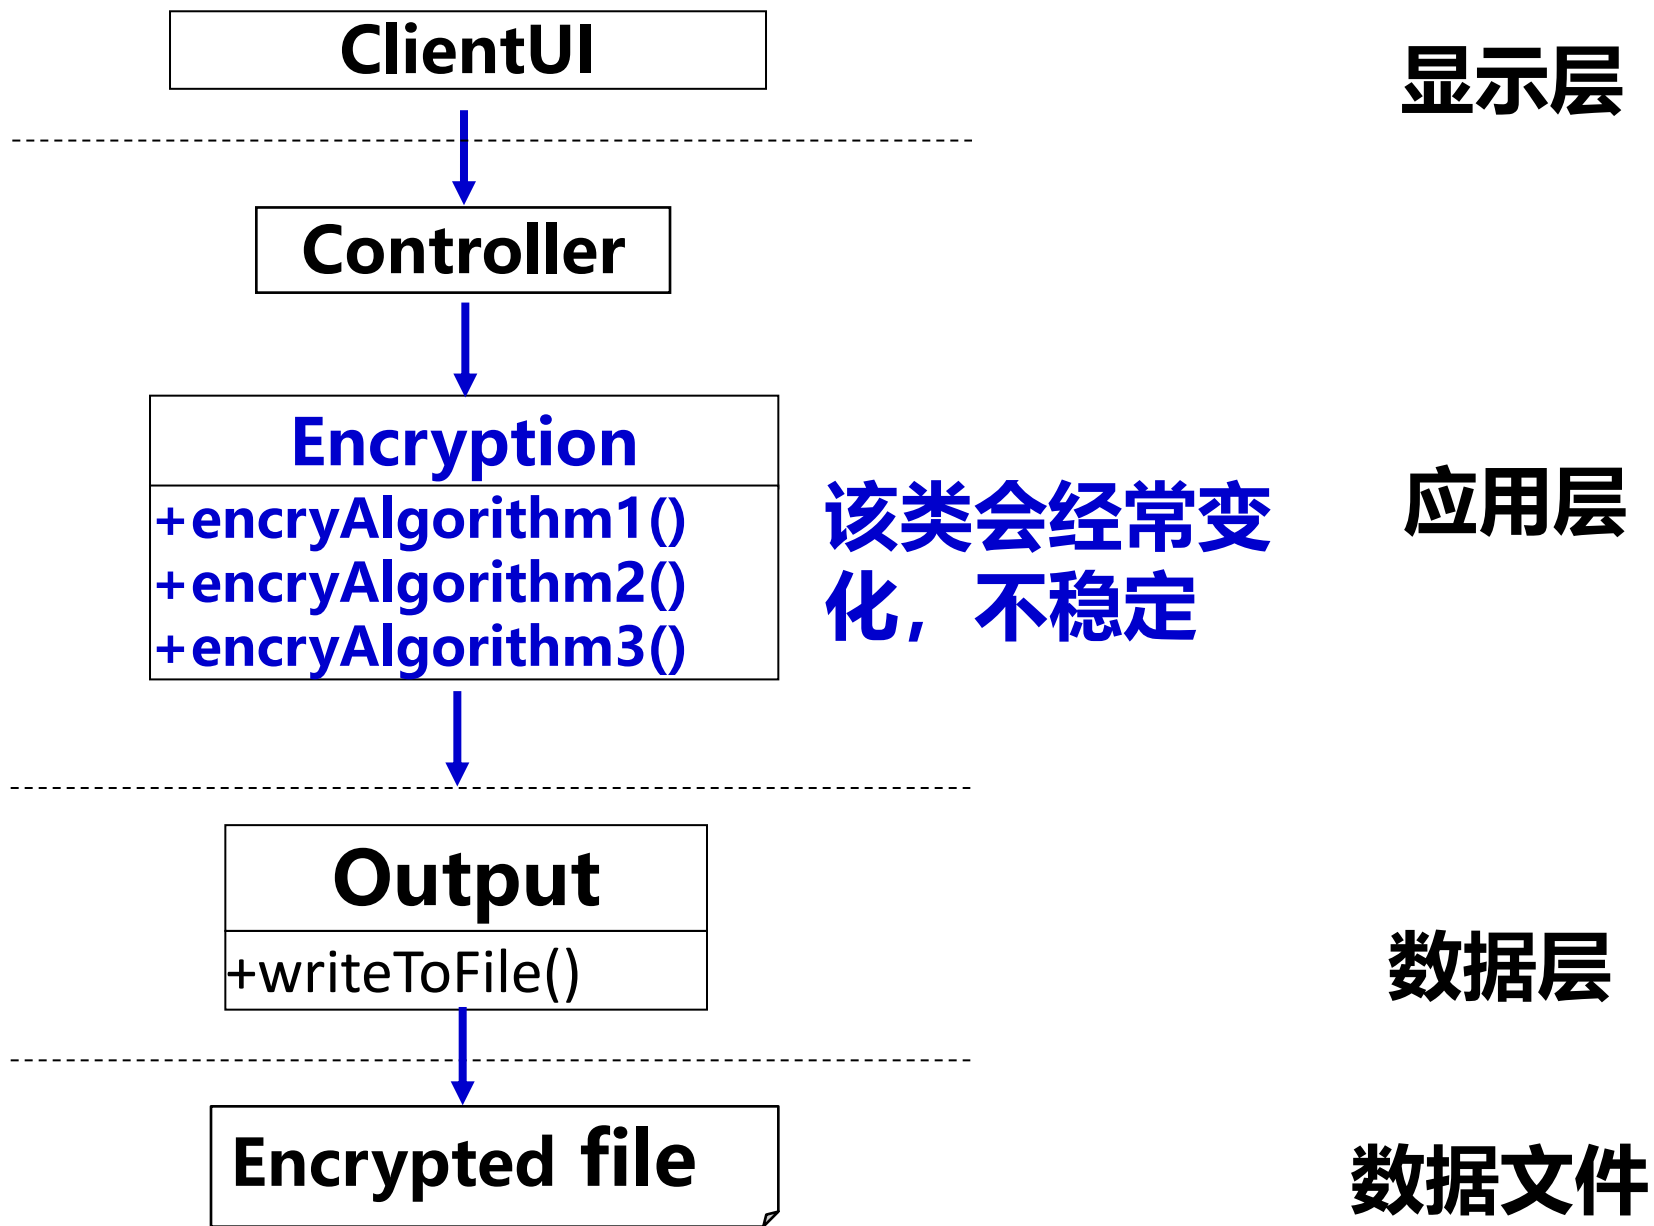 ClientUI
显示层
Controller
Encryption
+encryAlgorithm1()
+encryAlgorithm2()
+encryAlgorithm3()
该类会经常变
化，不稳定
应用层
Output
+writeToFile()
数据层
Encrypted file
数据文件